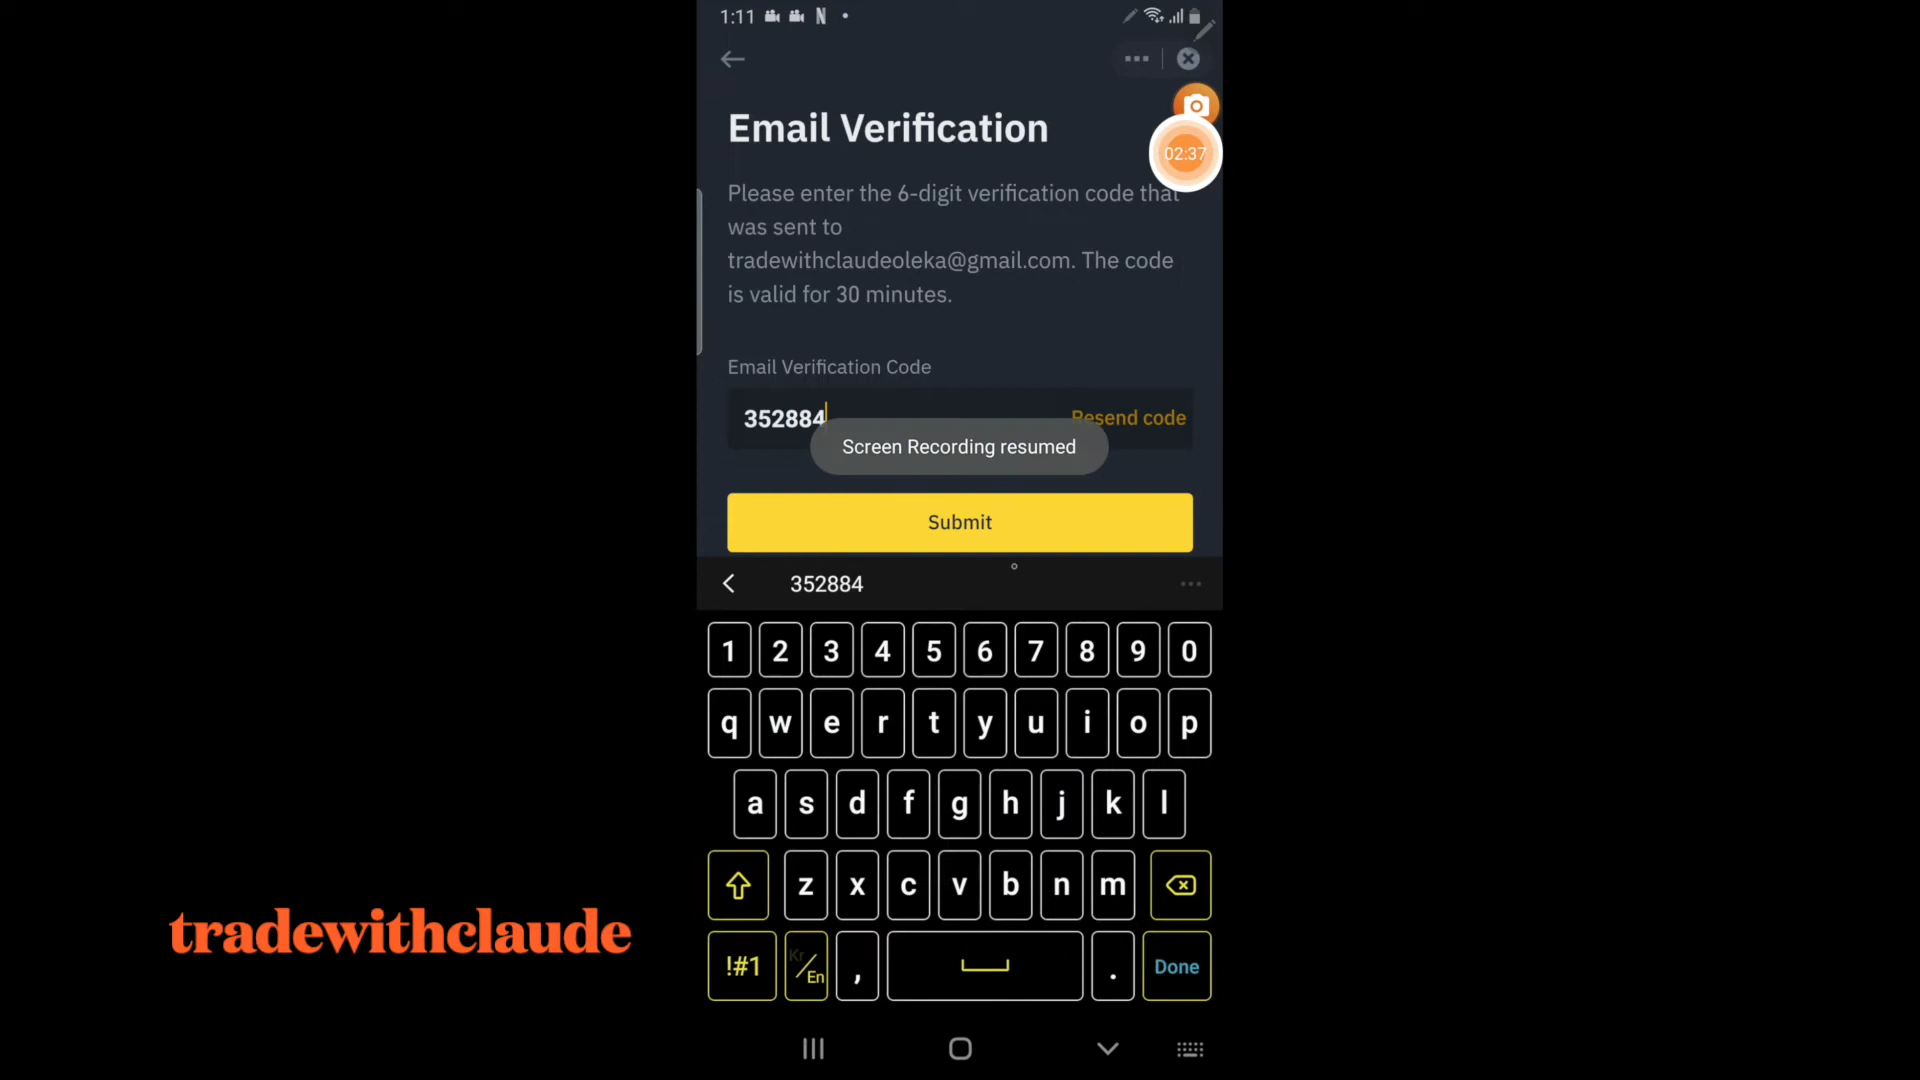 1:11 N
Email Verification
02:37
Please enter the 6-digit verification code that
was sent to
tradewithclaudeoleka@gmail.com. The code
is valid for 30 minutes.
Email Verification Code
352884 Resend code
Screen Recording resumed
Submit
352884
1 2 3 4 5 6 7 8 9 0
q w e r t y u i o p
a s d f g h j k l
z x c v b n m
!#1 Kr/En , . Done
tradewithclaude